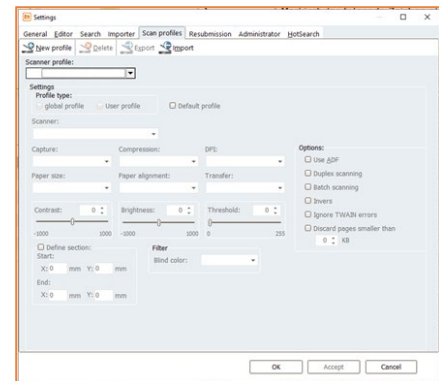 Settings
General Editor Search Importer Scan profiles Resubmission Administrator HotSearch
New profile Delete Export Import
Scanner profile:
Settings
Profile type:
global profile User profile Default profile
Scanner:
Capture: Compression: DPI:
Paper size: Paper alignment: Transfer:
Contrast: 0 Brightness: 0 Threshold: 0
-1000 1000 -1000 1000 0 255
Define section:
Start:
X: 0 mm Y: 0 mm
End:
X: 0 mm Y: 0 mm
Filter
Blind color:
Options:
Use ADF
Duplex scanning
Batch scanning
Invers
Ignore TWAIN errors
Discard pages smaller than
0 KB
OK Accept Cancel